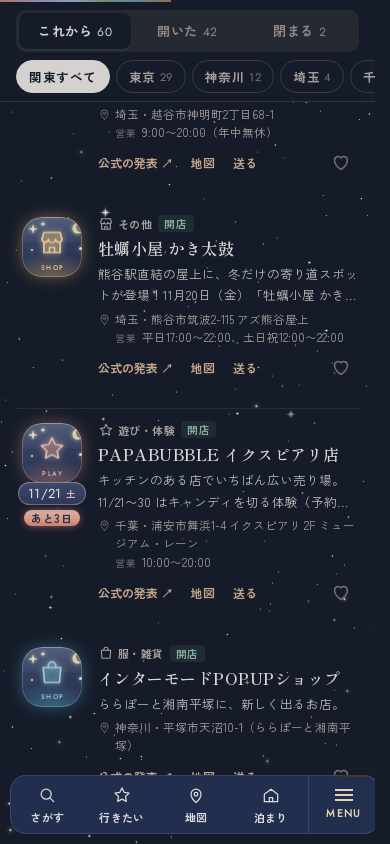 これから 60
開いた 42
閉まる 2
関東すべて
東京 29
神奈川 12
埼玉 4
千
埼玉・越谷市神明町2丁目68-1
営業 9:00〜20:00（年中無休）
公式の発表 ↗ 地図 送る
その他 開店
SHOP
牡蠣小屋 かき太鼓
熊谷駅直結の屋上に、冬だけの寄り道スポッ
トが登場！11月20日（金）「牡蠣小屋 かき…
埼玉・熊谷市筑波2-115 アズ熊谷屋上
営業 平日17:00〜22:00、土日祝12:00〜22:00
公式の発表 ↗ 地図 送る
遊び・体験 開店
PLAY
11/21 土
あと3日
PAPABUBBLE イクスピアリ店
キッチンのある店でいちばん広い売り場。
11/21〜30 はキャンディを切る体験（予約…
千葉・浦安市舞浜1-4 イクスピアリ 2F ミュー
ジアム・レーン
営業 10:00〜20:00
公式の発表 ↗ 地図 送る
服・雑貨 開店
SHOP
インターモードPOPUPショップ
ららぽーと湘南平塚に、新しく出るお店。
神奈川・平塚市天沼10-1（ららぽーと湘南平
塚）
さがす
行きたい
地図
泊まり
MENU